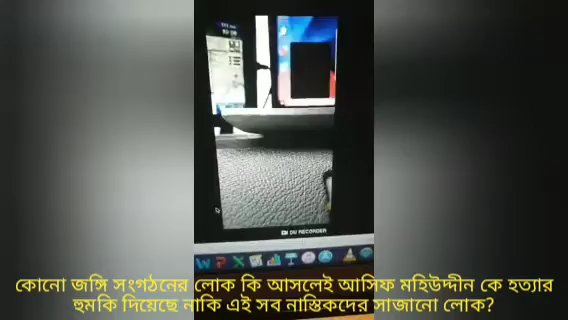 DU RECORDER
কোনো জঙ্গি সংগঠনের লোক কি আসলেই আসিফ মহিউদ্দীন কে হত্যার
হুমকি দিয়েছে নাকি এই সব নাস্তিকদের সাজানো লোক?